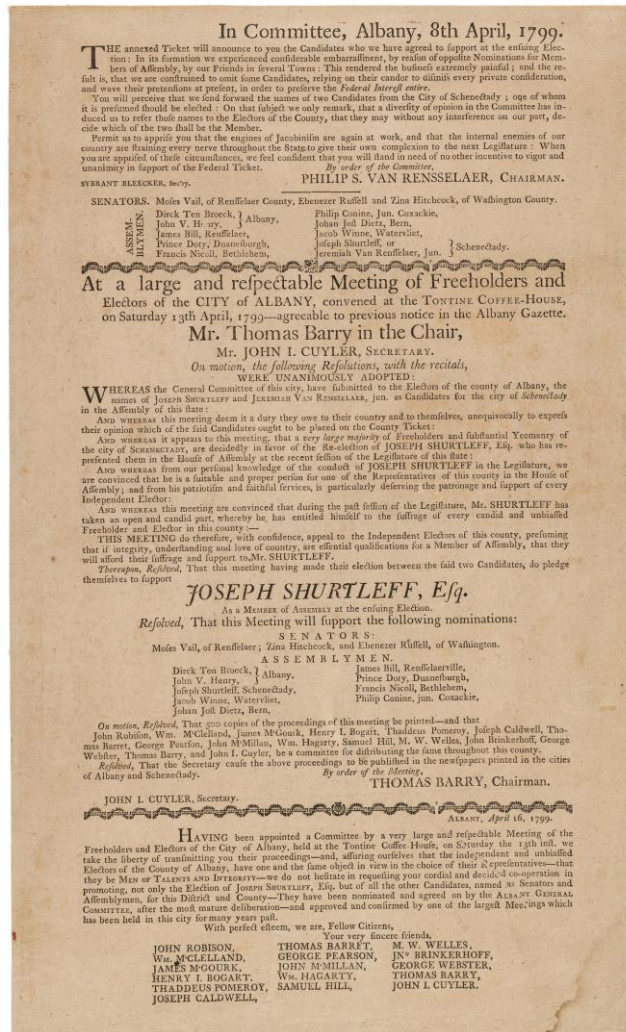 In Committee, Albany, 8th April, 1799.
THE annexed Ticket will announce to you the Candidates who we have agreed to support at the ensuing Elec-
tion: In its formation we experienced considerable embarrassment, by reason of opposite Nominations for Mem-
bers of Assembly, by our Friends in several Towns: This rendered the business extremely painful; and the re-
sult is, that we are constrained to omit some Candidates, relying on their candor to dismiss every private consideration,
and wave their pretensions at present, in order to preserve the Federal Interest entire.
You will perceive that we send forward the names of two Candidates from the City of Schenectady; one of whom
it is presumed should be elected: On that subject we only remark, that a diversity of opinion in the Committee has in-
duced us to refer those names to the Electors of the County, that they may without any interference on our part, de-
cide which of the two shall be the Member.
Permit us to apprise you that the engines of Jacobinism are again at work, and that the internal enemies of our
country are straining every nerve throughout the State to give their own complexion to the next Legislature: When
you are apprised of these circumstances, we feel confident that you will stand in need of no other incentive to vigor and
unanimity in support of the Federal Ticket. By order of the Committee,
PHILIP S. VAN RENSSELAER, CHAIRMAN.
SYBRANT BLEECKER, Sec'ry.
SENATORS. Moses Vail, of Rensselaer County, Ebenezer Russell and Zina Hitchcock, of Washington County.
ASSEM-
BLYMEN.
Dirck Ten Broeck, } Albany,
John V. Henry,
James Bill, Rensselaer,
Prince Doty, Duanesburgh,
Francis Nicoll, Bethlehem,
Philip Conine, Jun. Coxackie,
Johan Jost Dietz, Bern,
Jacob Winne, Watervliet,
Joseph Shurtleff, or } Schenectady.
Jeremiah Van Rensselaer, Jun.
At a large and respectable Meeting of Freeholders and
Electors of the CITY of ALBANY, convened at the TONTINE COFFEE-HOUSE,
on Saturday 13th April, 1799—agreeable to previous notice in the Albany Gazette.
Mr. Thomas Barry in the Chair,
Mr. JOHN I. CUYLER, SECRETARY.
On motion, the following Resolutions, with the recitals,
WERE UNANIMOUSLY ADOPTED:
WHEREAS the General Committee of this city, have submitted to the Electors of the county of Albany, the
names of JOSEPH SHURTLEFF and JEREMIAH VAN RENSSELAER, jun. as Candidates for the city of Schenectady
in the Assembly of this state:
AND WHEREAS this meeting deem it a duty they owe to their country and to themselves, unequivocally to express
their opinion which of the said Candidates ought to be placed on the County Ticket:
AND WHEREAS it appears to this meeting, that a very large majority of Freeholders and substantial Yeomanry of
the city of SCHENECTADY, are decidedly in favor of the Re-election of JOSEPH SHURTLEFF, Esq. who has re-
presented them in the House of Assembly at the recent session of the Legislature of this state:
AND WHEREAS from our personal knowledge of the conduct of JOSEPH SHURTLEFF in the Legislature, we
are convinced that he is a suitable and proper person for one of the Representatives of this county in the House of
Assembly; and from his patriotism and faithful services, is particularly deserving the patronage and support of every
Independent Elector:
AND WHEREAS this meeting are convinced that during the past session of the Legislature, Mr. SHURTLEFF has
taken an open and candid part, whereby he has entitled himself to the suffrage of every candid and unbiassed
Freeholder and Elector in this county:—
THIS MEETING do therefore, with confidence, appeal to the Independent Electors of this county, presuming
that if integrity, understanding and love of country, are essential qualifications for a Member of Assembly, that they
will afford their suffrage and support to Mr. SHURTLEFF.
Thereupon, Resolved, That this meeting having made their election between the said two Candidates, do pledge
themselves to support
JOSEPH SHURTLEFF, Esq.
As a MEMBER of ASSEMBLY at the ensuing Election.
Resolved, That this Meeting will support the following nominations:
SENATORS:
Moses Vail, of Rensselaer; Zina Hitchcock, and Ebenezer Russell, of Washington.
ASSEMBLYMEN.
Dirck Ten Broeck, } Albany,
John V. Henry,
Joseph Shurtleff, Schenectady,
Jacob Winne, Watervliet,
Johan Jost Dietz, Bern,
James Bill, Rensselaerville,
Prince Doty, Duanesburgh,
Francis Nicoll, Bethlehem,
Philip Conine, jun. Coxackie,
On motion, Resolved, That 500 copies of the proceedings of this meeting be printed—and that
John Robison, Wm. M'Clelland, James M'Gourk, Henry I. Bogart, Thaddeus Pomeroy, Joseph Caldwell, Tho-
mas Barret, George Pearson, John M'Millan, Wm. Hagarty, Samuel Hill, M. W. Welles, John Brinkerhoff, George
Webster, Thomas Barry, and John I. Cuyler, be a committee for distributing the same throughout this county.
Resolved, That the Secretary cause the above proceedings to be published in the newspapers printed in the cities
of Albany and Schenectady. By order of the Meeting,
THOMAS BARRY, Chairman.
JOHN I. CUYLER, Secretary.
ALBANY, April 16, 1799.
HAVING been appointed a Committee by a very large and respectable Meeting of the
Freeholders and Electors of the City of Albany, held at the Tontine Coffee-House, on Saturday the 13th inst. we
take the liberty of transmitting you their proceedings—and, assuring ourselves that the independent and unbiassed
Electors of the County of Albany, have one and the same object in view in the choice of their Representatives—that
they be MEN OF TALENTS AND INTEGRITY—we do not hesitate in requesting your cordial and decided co-operation in
promoting, not only the Election of JOSEPH SHURTLEFF, Esq. but of all the other Candidates, named as Senators and
Assemblymen, for this District and County—They have been nominated and agreed on by the ALBANY GENERAL
COMMITTEE, after the most mature deliberation—and approved and confirmed by one of the largest Meetings which
has been held in this city for many years past.
With perfect esteem, we are, Fellow Citizens,
Your very sincere friends,
JOHN ROBISON,
WM. M'CLELLAND,
JAMES M'GOURK,
HENRY I. BOGART.
THADDEUS POMEROY,
JOSEPH CALDWELL,
THOMAS BARRET,
GEORGE PEARSON,
JOHN M'MILLAN,
WM. HAGARTY,
SAMUEL HILL,
M. W. WELLES,
JNº BRINKERHOFF,
GEORGE WEBSTER,
THOMAS BARRY,
JOHN I. CUYLER.